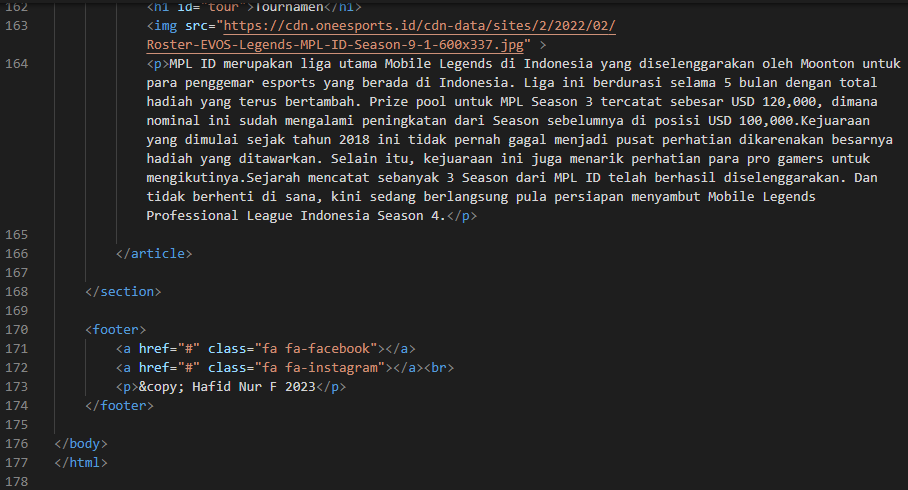 162 <h1 id="tour">Tournamen</h1>
163 <img src="https://cdn.oneesports.id/cdn-data/sites/2/2022/02/
Roster-EVOS-Legends-MPL-ID-Season-9-1-600x337.jpg" >
164 <p>MPL ID merupakan liga utama Mobile Legends di Indonesia yang diselenggarakan oleh Moonton untuk
para penggemar esports yang berada di Indonesia. Liga ini berdurasi selama 5 bulan dengan total
hadiah yang terus bertambah. Prize pool untuk MPL Season 3 tercatat sebesar USD 120,000, dimana
nominal ini sudah mengalami peningkatan dari Season sebelumnya di posisi USD 100,000.Kejuaraan
yang dimulai sejak tahun 2018 ini tidak pernah gagal menjadi pusat perhatian dikarenakan besarnya
hadiah yang ditawarkan. Selain itu, kejuaraan ini juga menarik perhatian para pro gamers untuk
mengikutinya.Sejarah mencatat sebanyak 3 Season dari MPL ID telah berhasil diselenggarakan. Dan
tidak berhenti di sana, kini sedang berlangsung pula persiapan menyambut Mobile Legends
Professional League Indonesia Season 4.</p>
165
166 </article>
167
168 </section>
169
170 <footer>
171 <a href="#" class="fa fa-facebook"></a>
172 <a href="#" class="fa fa-instagram"></a><br>
173 <p>&copy; Hafid Nur F 2023</p>
174 </footer>
175
176 </body>
177 </html>
178